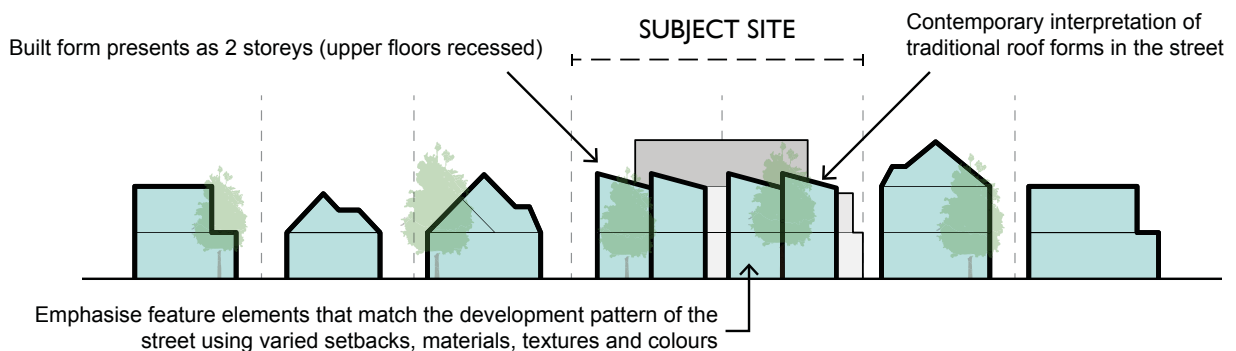 SUBJECT SITE
Built form presents as 2 storeys (upper floors recessed)
Contemporary interpretation of
traditional roof forms in the street
Emphasise feature elements that match the development pattern of the
street using varied setbacks, materials, textures and colours